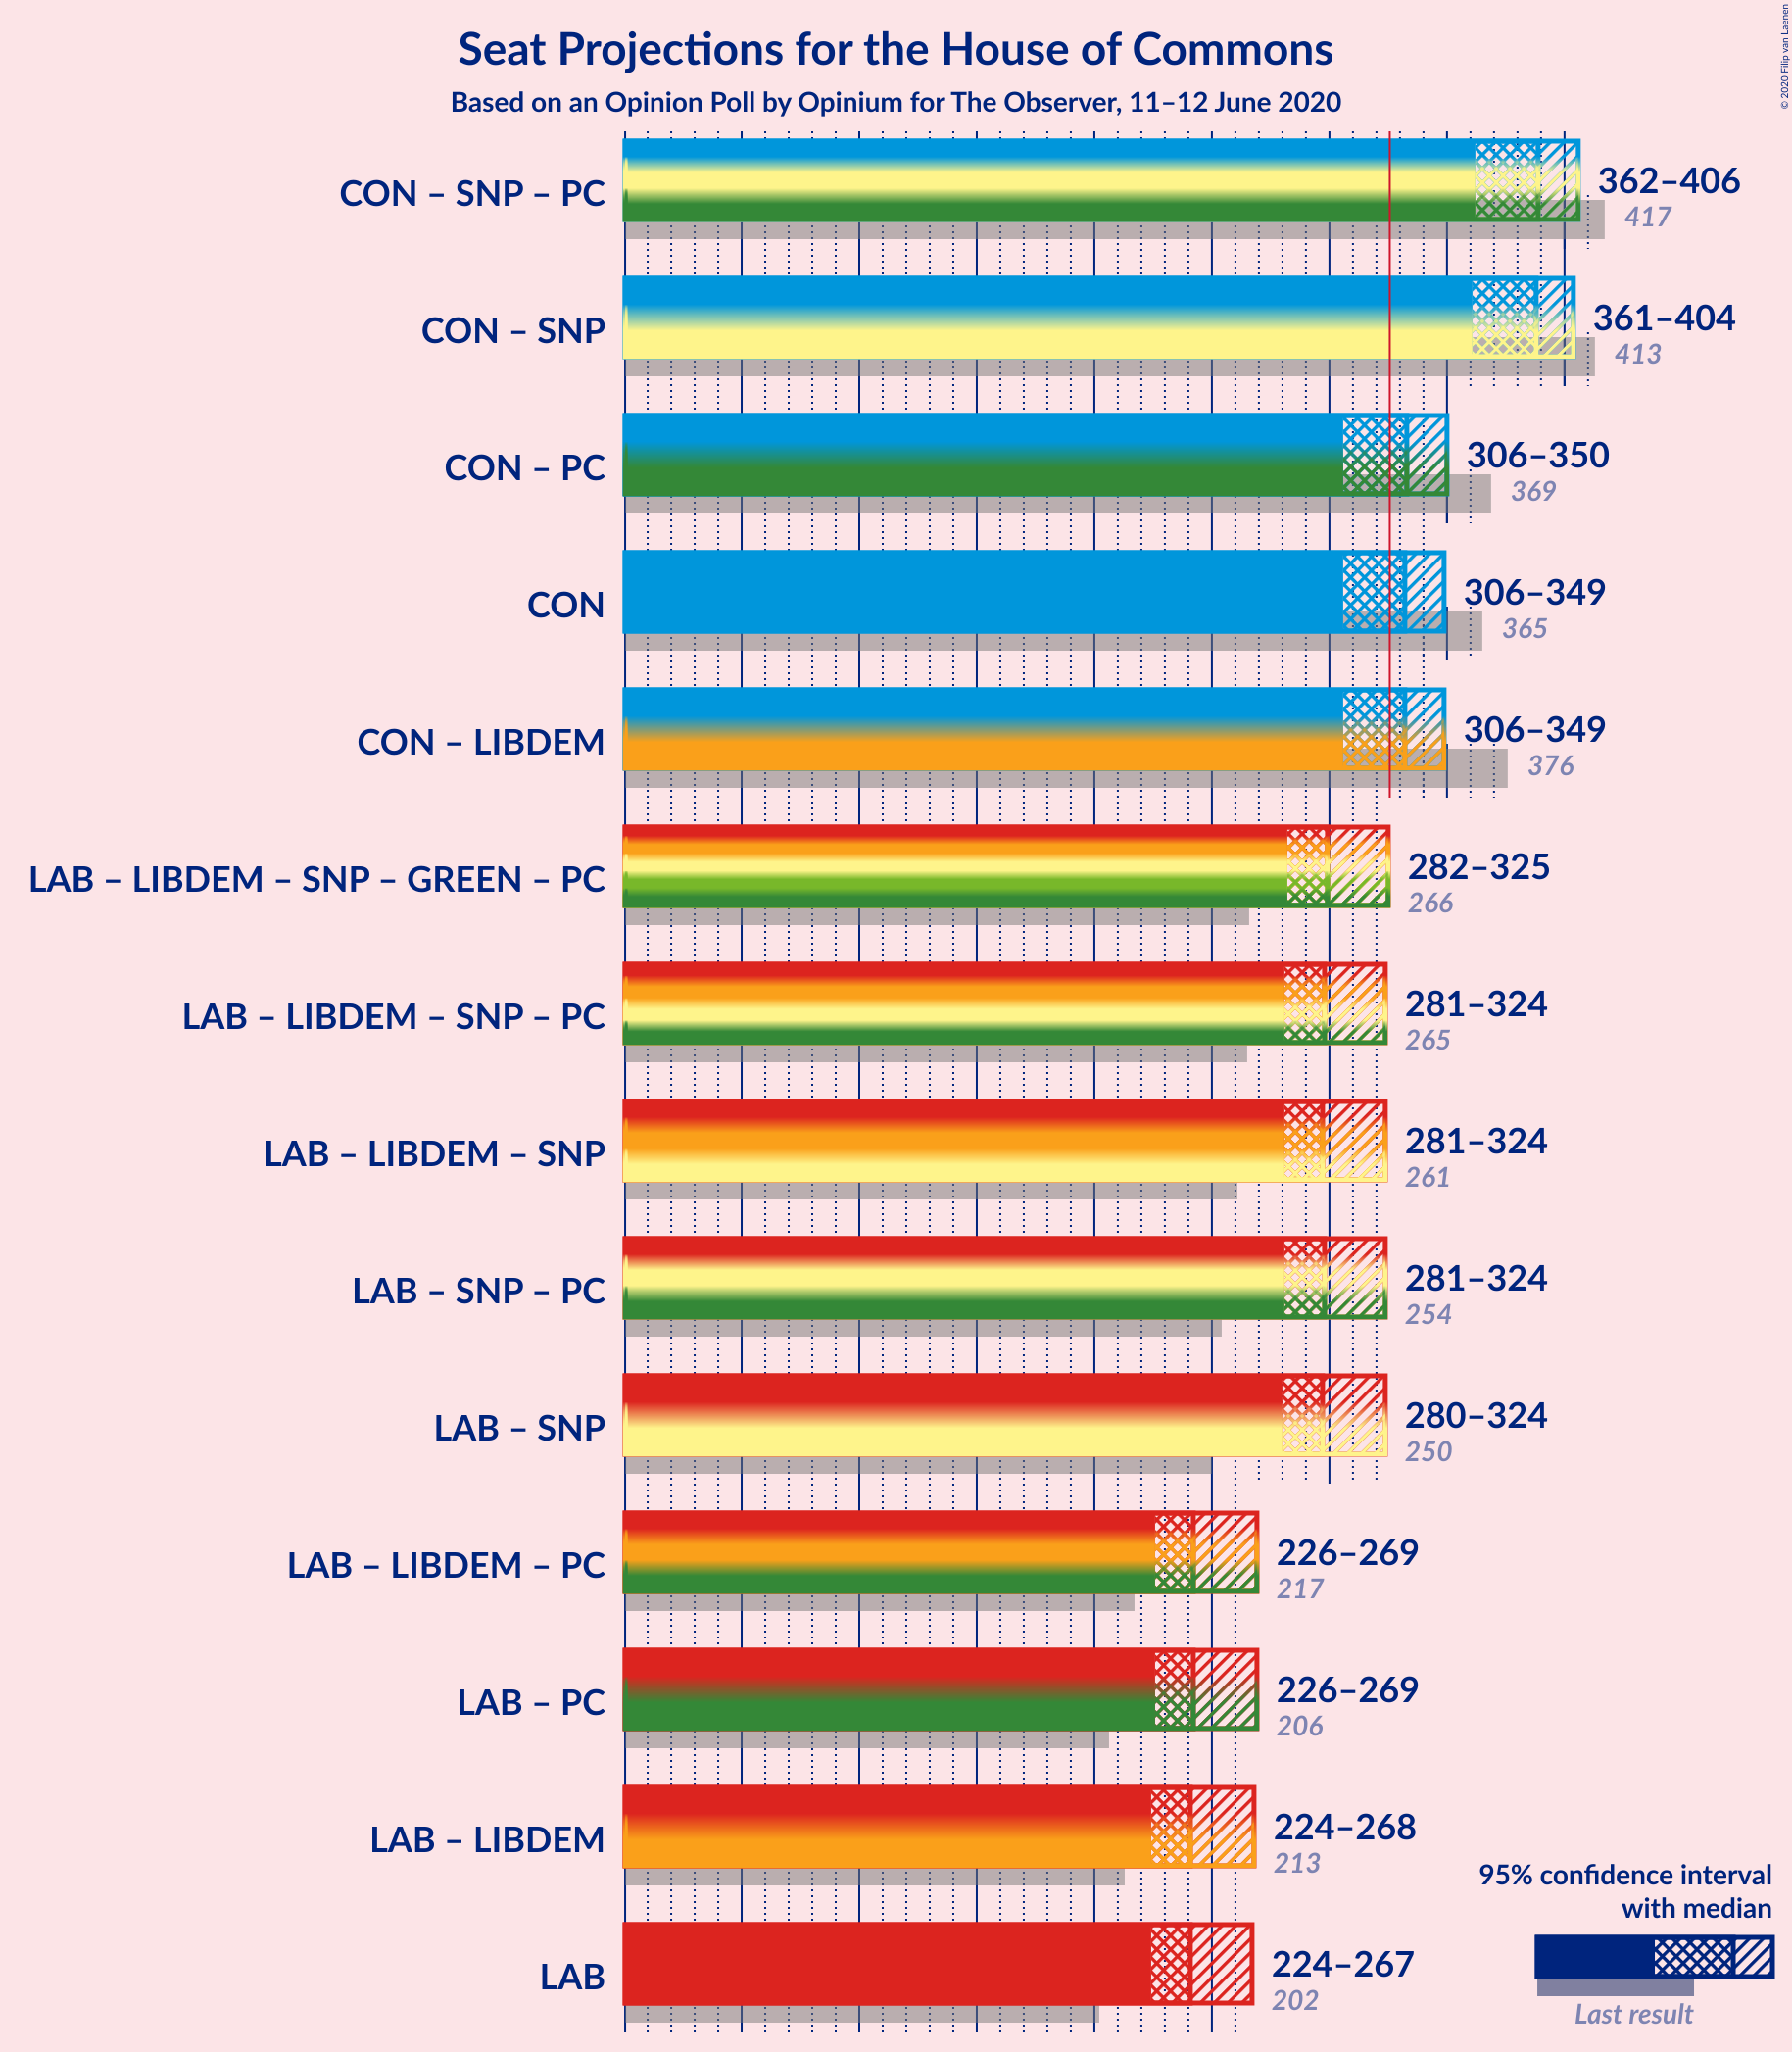 Seat Projections for the House of Commons
Based on an Opinion Poll by Opinium for The Observer, 11–12 June 2020
© 2020 Filip van Laenen
CON – SNP – PC
362–406
417
CON – SNP
361–404
413
CON – PC
306–350
369
CON
306–349
365
CON – LIBDEM
306–349
376
LAB – LIBDEM – SNP – GREEN – PC
282–325
266
LAB – LIBDEM – SNP – PC
281–324
265
LAB – LIBDEM – SNP
281–324
261
LAB – SNP – PC
281–324
254
LAB – SNP
280–324
250
LAB – LIBDEM – PC
226–269
217
LAB – PC
226–269
206
LAB – LIBDEM
224–268
213
LAB
224–267
202
95% confidence interval
with median
Last result